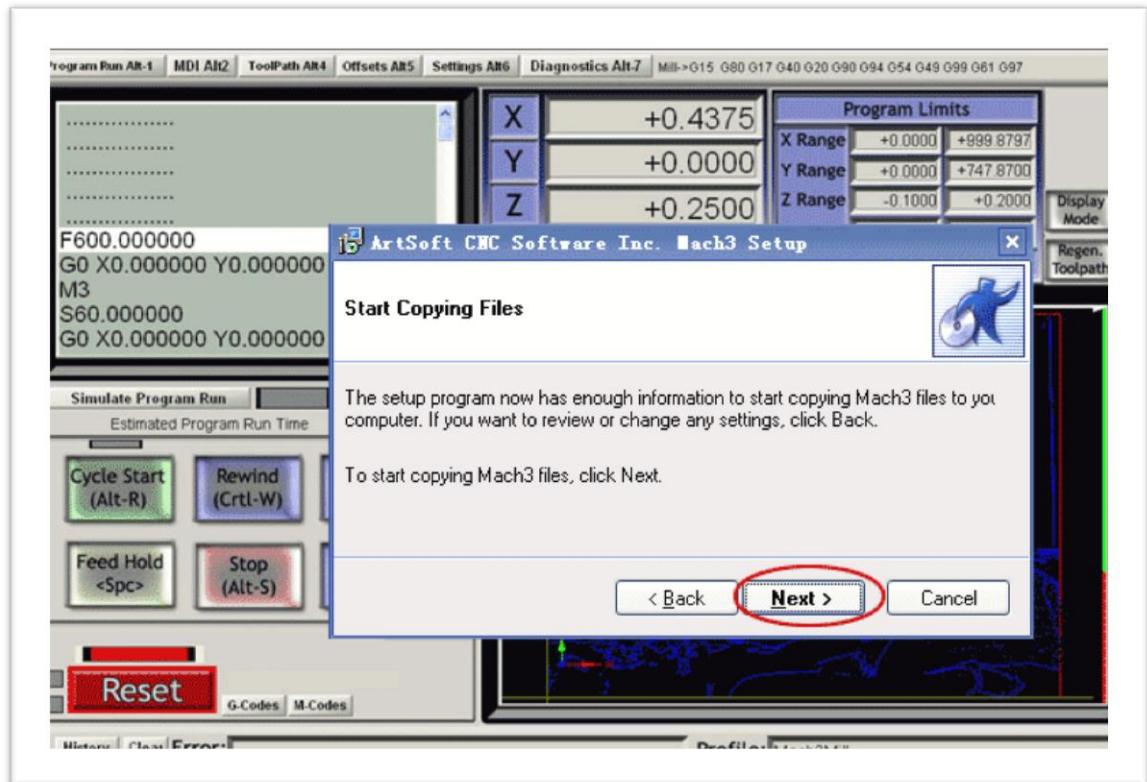 Program Run Alt-1 MDI Alt2 ToolPath Alt4 Offsets Alt5 Settings Alt6 Diagnostics Alt-7 Mill->G15 G80 G17 G40 G20 G90 G94 G54 G49 G99 G61 G97
................
................
................
................
F600.000000
G0 X0.000000 Y0.000000
M3
S60.000000
G0 X0.000000 Y0.000000
X +0.4375
Y +0.0000
Z +0.2500
Program Limits
X Range +0.0000 +999.8797
Y Range +0.0000 +747.8700
Z Range -0.1000 +0.2000
Display
Mode
Regen.
Toolpath
ArtSoft CNC Software Inc. Mach3 Setup
Start Copying Files
The setup program now has enough information to start copying Mach3 files to you
computer. If you want to review or change any settings, click Back.
To start copying Mach3 files, click Next.
< Back Next > Cancel
Simulate Program Run
Estimated Program Run Time
Cycle Start
(Alt-R)
Rewind
(Crtl-W)
Feed Hold
<Spc>
Stop
(Alt-S)
Reset
G-Codes M-Codes
History Clear Error:
Profile: Mach3Mill